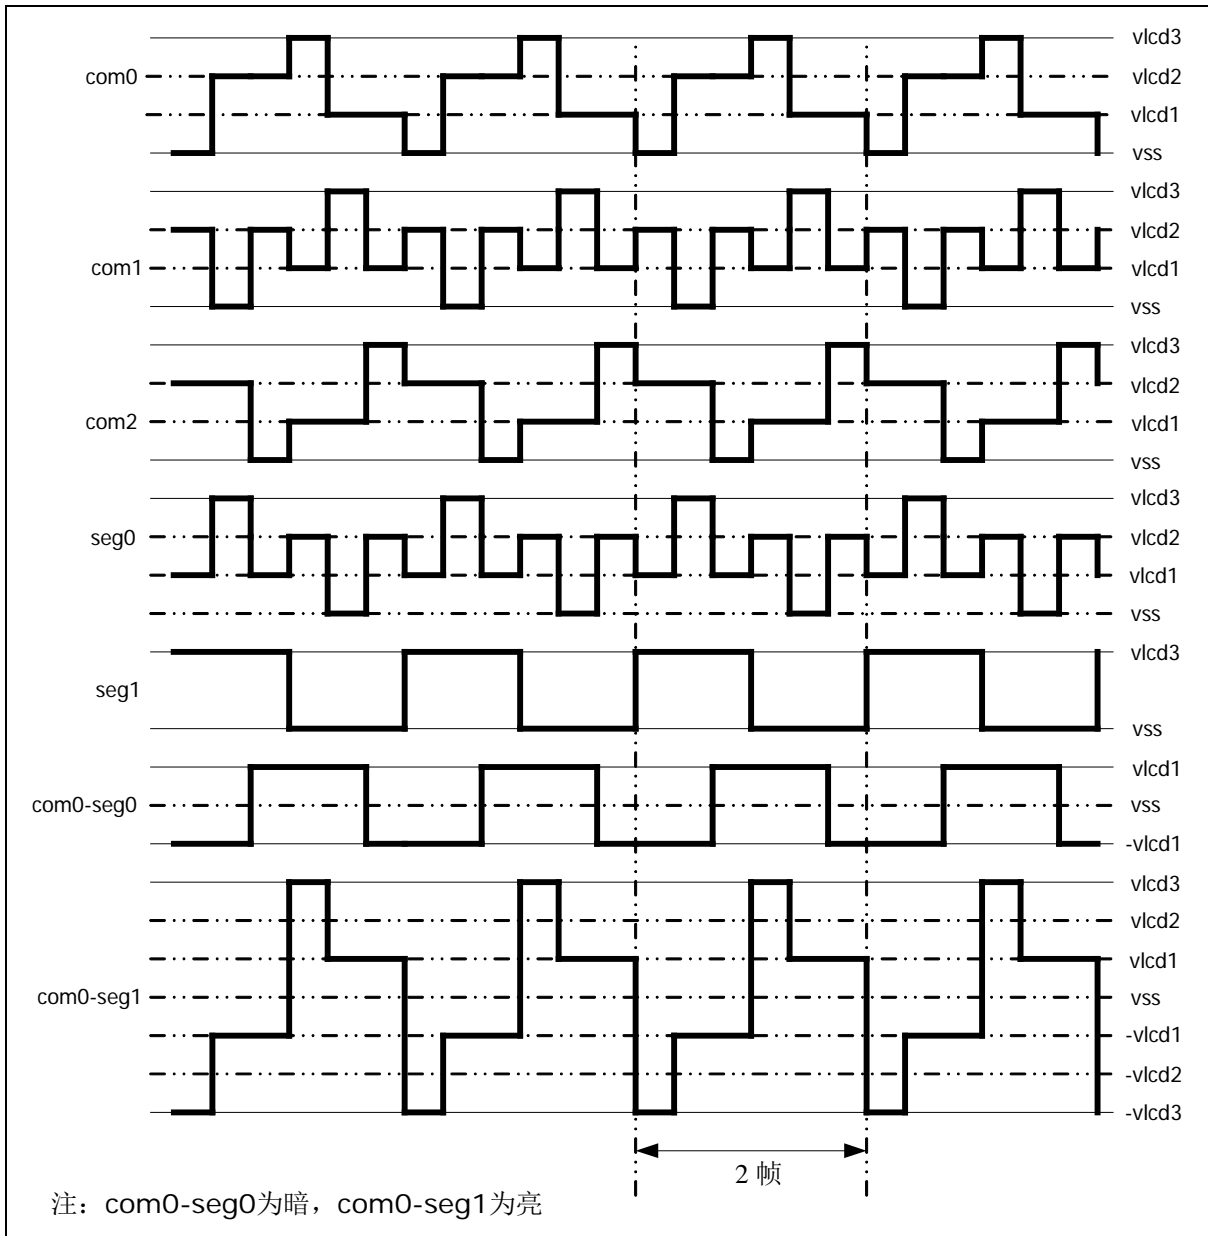 com0
vlcd3
vlcd2
vlcd1
vss
com1
vlcd3
vlcd2
vlcd1
vss
com2
vlcd3
vlcd2
vlcd1
vss
seg0
vlcd3
vlcd2
vlcd1
vss
seg1
vlcd3
vss
com0-seg0
vlcd1
vss
-vlcd1
com0-seg1
vlcd3
vlcd2
vlcd1
vss
-vlcd1
-vlcd2
-vlcd3
2 帧
注：com0-seg0为暗，com0-seg1为亮